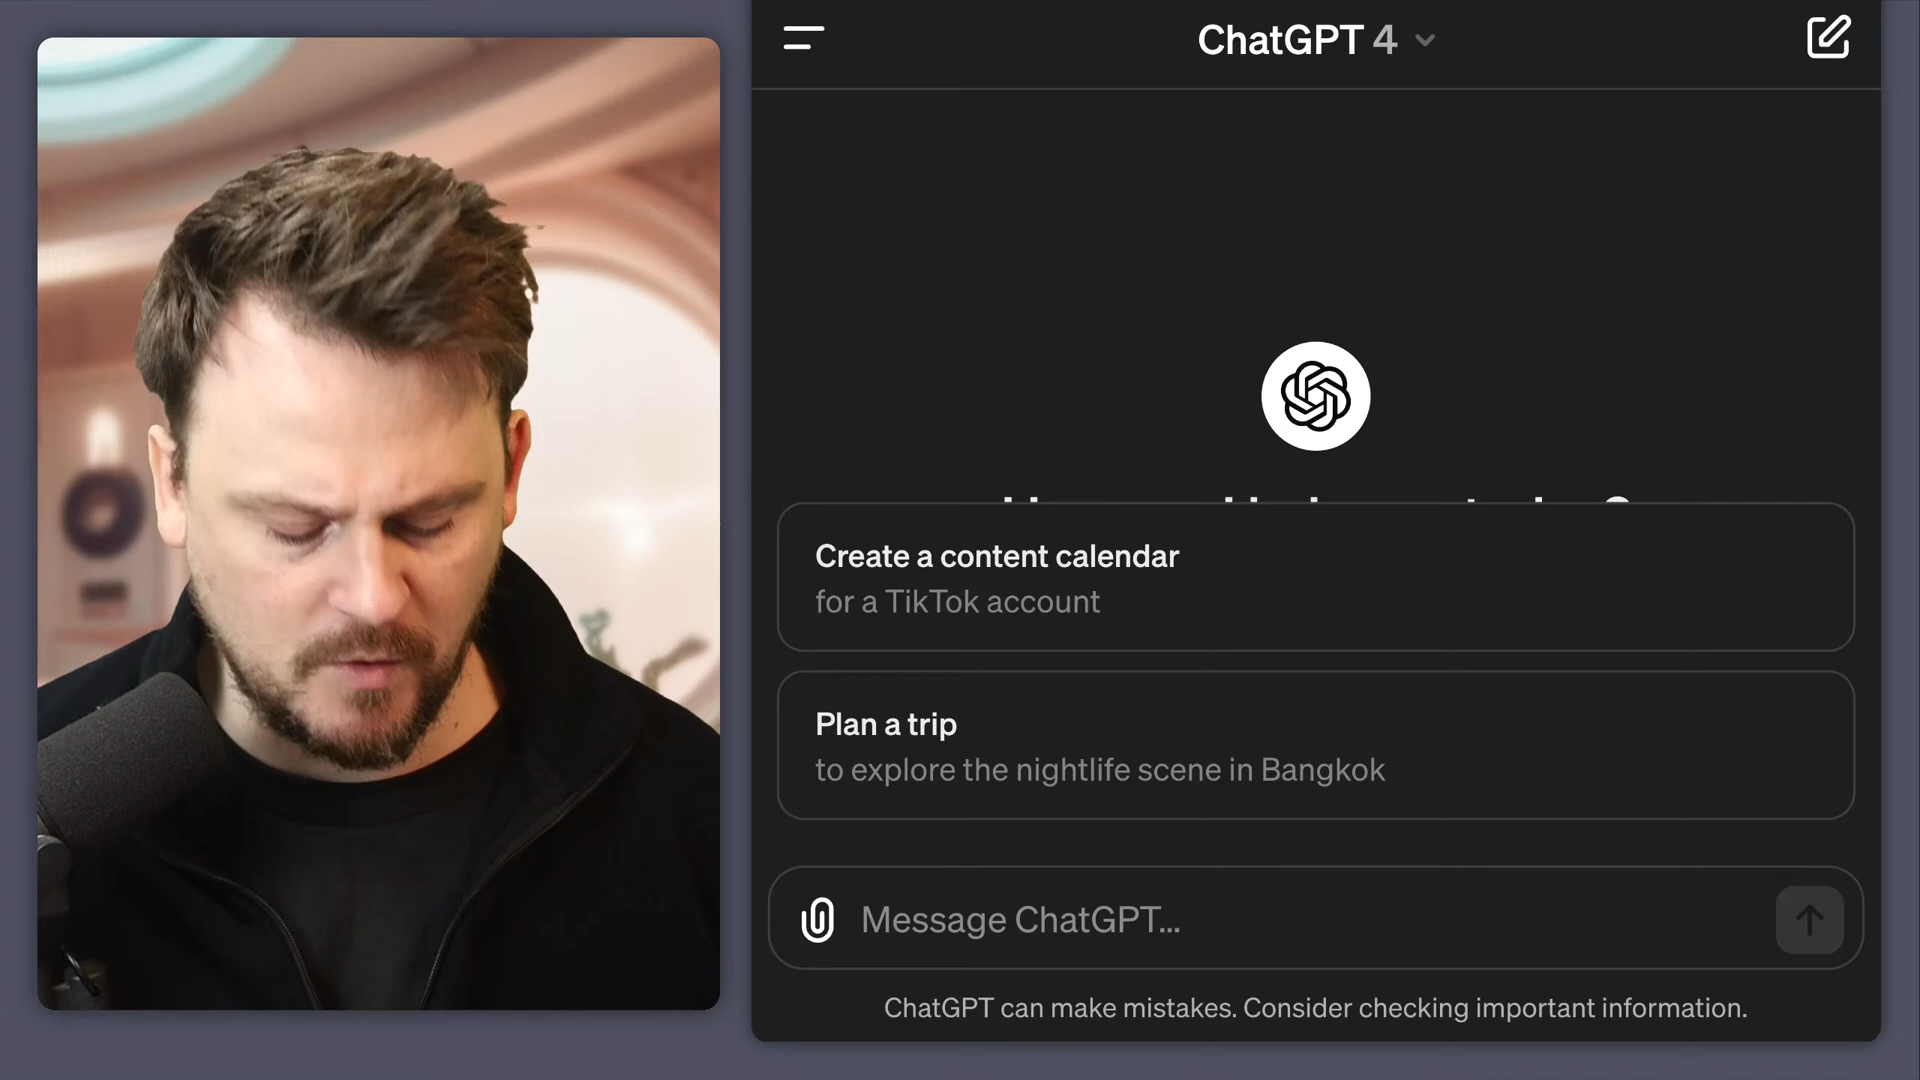 ChatGPT 4
Create a content calendar
for a TikTok account
Plan a trip
to explore the nightlife scene in Bangkok
Message ChatGPT...
ChatGPT can make mistakes. Consider checking important information.